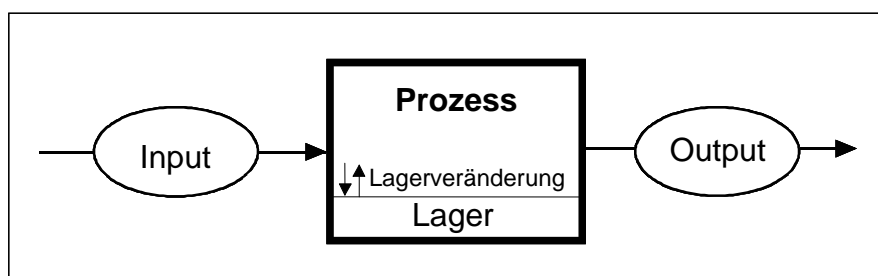 Prozess
Input
Output
Lagerveränderung
Lager